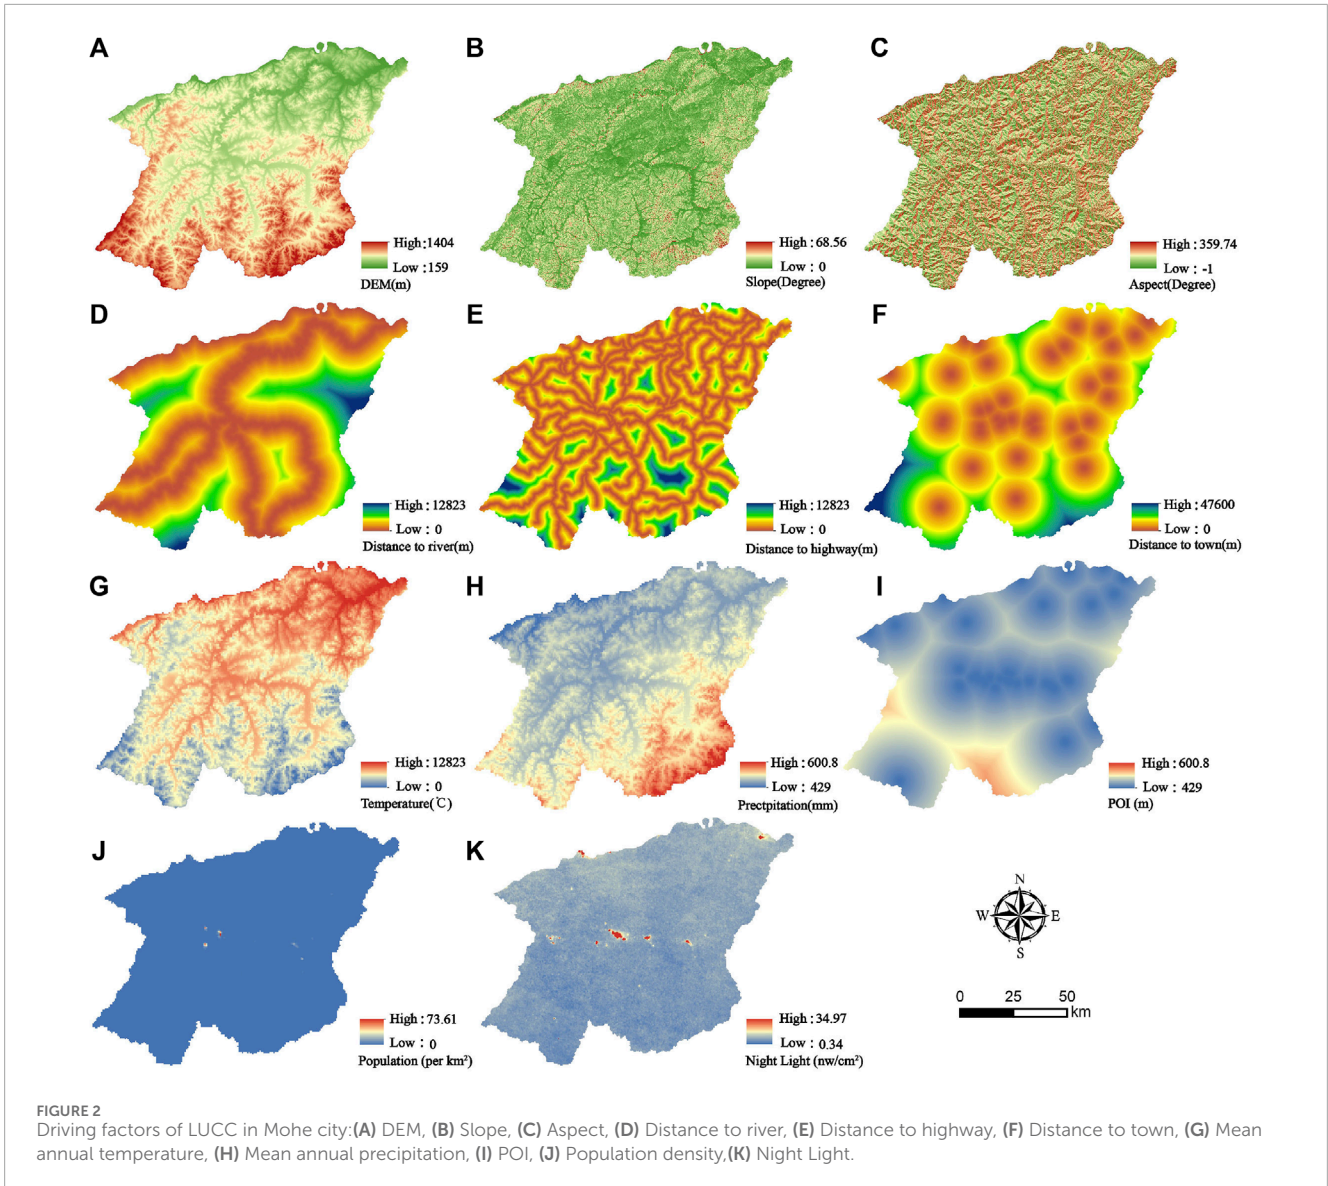 A
High : 1404
Low : 159
DEM(m)
B
High : 68.56
Low : 0
Slope(Degree)
C
High : 359.74
Low : -1
Aspect(Degree)
D
High : 12823
Low : 0
Distance to river(m)
E
High : 12823
Low : 0
Distance to highway(m)
F
High : 47600
Low : 0
Distance to town(m)
G
High : 12823
Low : 0
Temperature(℃)
H
High : 600.8
Low : 429
Prectpitation(mm)
I
High : 600.8
Low : 429
POI (m)
J
High : 73.61
Low : 0
Population (per km²)
K
High : 34.97
Low : 0.34
Night Light (nw/cm²)
N
W E
S
0 25 50
km
FIGURE 2
Driving factors of LUCC in Mohe city:(A) DEM, (B) Slope, (C) Aspect, (D) Distance to river, (E) Distance to highway, (F) Distance to town, (G) Mean
annual temperature, (H) Mean annual precipitation, (I) POI, (J) Population density,(K) Night Light.